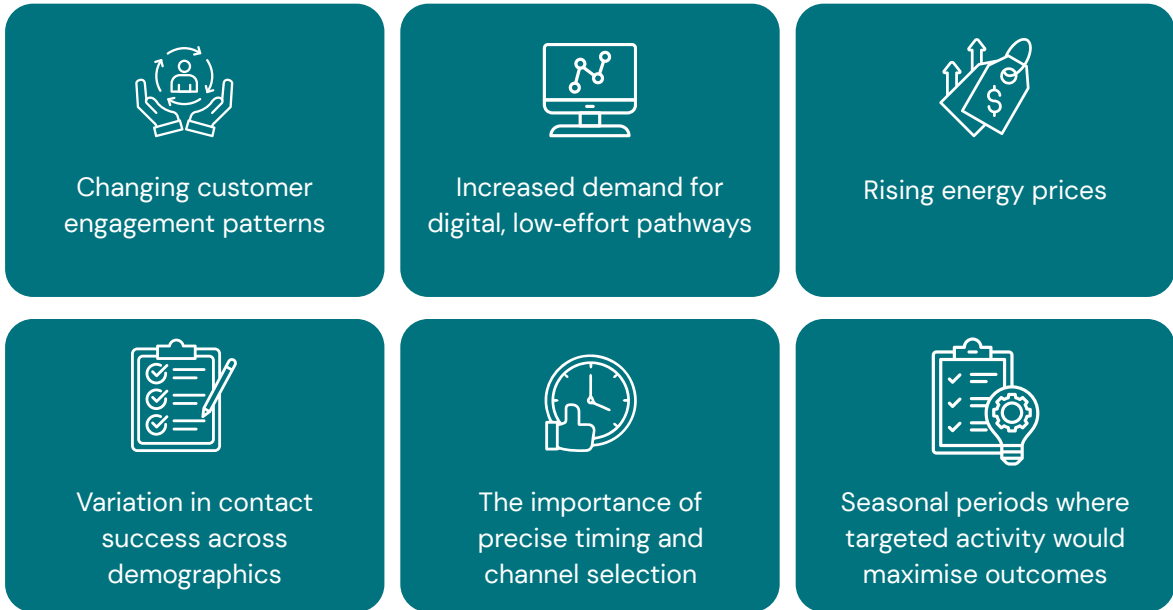 Changing customer
engagement patterns
Increased demand for
digital, low-effort pathways
Rising energy prices
$
Variation in contact
success across
demographics
The importance of
precise timing and
channel selection
Seasonal periods where
targeted activity would
maximise outcomes